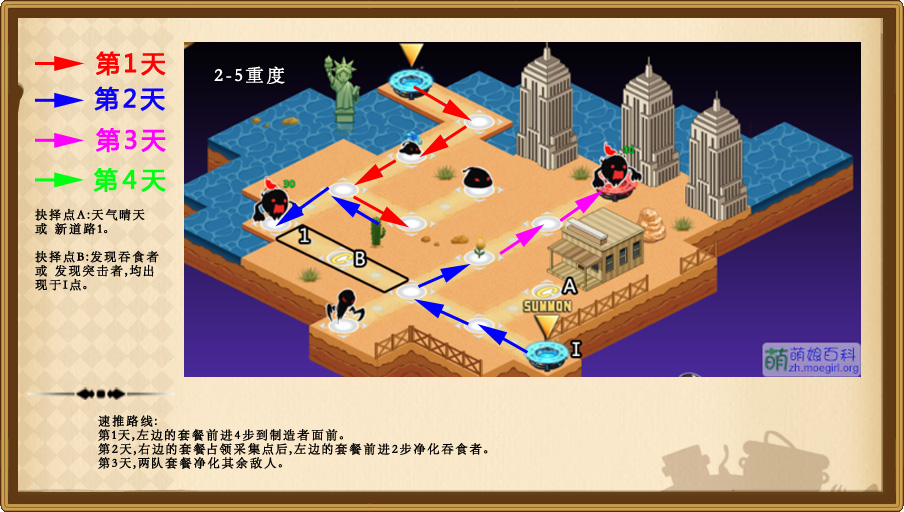 第1天
第2天
第3天
第4天
抉择点A:天气晴天
或 新道路1。
抉择点B:发现吞食者
或 发现突击者,均出
现于I点。
2-5重度
30
1
B
A
SUMMON
I
萌 萌娘百科
zh.moegirl.org
速推路线:
第1天,左边的套餐前进4步到制造者面前。
第2天,右边的套餐占领采集点后,左边的套餐前进2步净化吞食者。
第3天,两队套餐净化其余敌人。